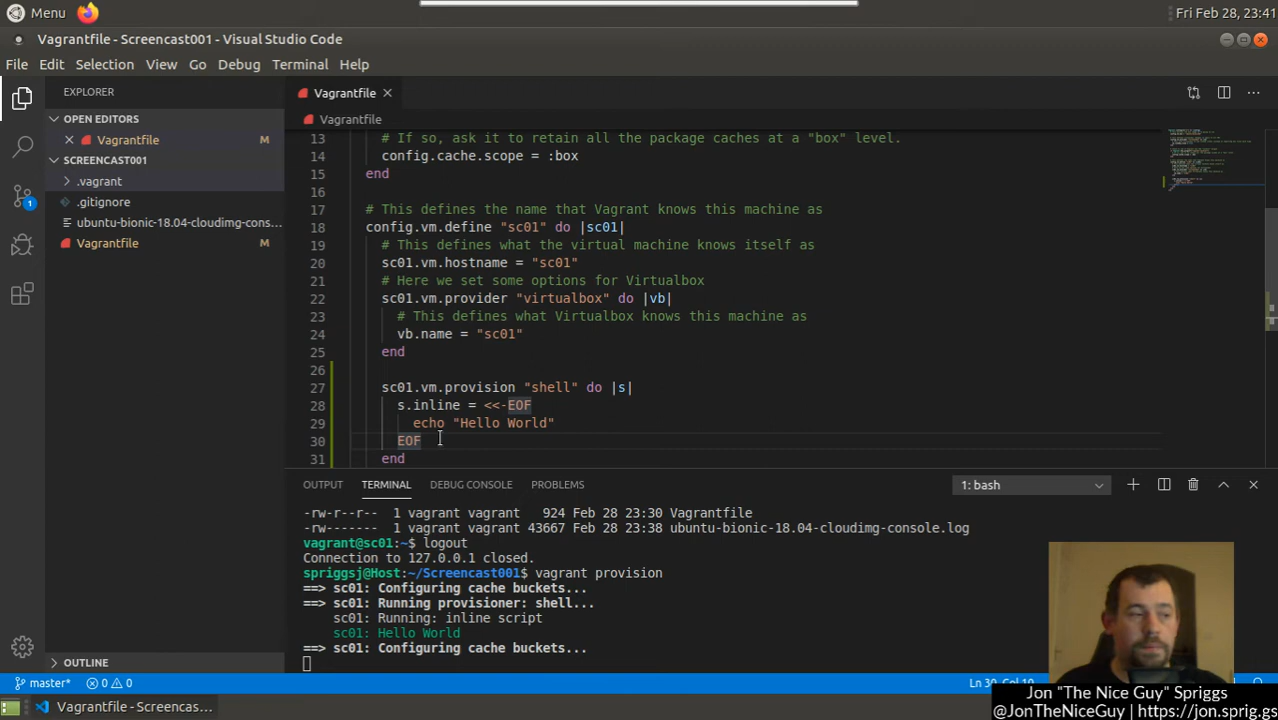 Menu
Fri Feb 28, 23:41
Vagrantfile - Screencast001 - Visual Studio Code
File Edit Selection View Go Debug Terminal Help
EXPLORER
Vagrantfile
OPEN EDITORS
Vagrantfile M
SCREENCAST001
.vagrant
.gitignore
ubuntu-bionic-18.04-cloudimg-cons...
Vagrantfile M
1
Vagrantfile
13 # If so, ask it to retain all the package caches at a "box" level.
14 config.cache.scope = :box
15 end
16
17 # This defines the name that Vagrant knows this machine as
18 config.vm.define "sc01" do |sc01|
19 # This defines what the virtual machine knows itself as
20 sc01.vm.hostname = "sc01"
21 # Here we set some options for Virtualbox
22 sc01.vm.provider "virtualbox" do |vb|
23 # This defines what Virtualbox knows this machine as
24 vb.name = "sc01"
25 end
26
27 sc01.vm.provision "shell" do |s|
28 s.inline = <<-EOF
29 echo "Hello World"
30 EOF
31 end
OUTPUT TERMINAL DEBUG CONSOLE PROBLEMS
1: bash
-rw-r--r-- 1 vagrant vagrant 924 Feb 28 23:30 Vagrantfile
-rw------- 1 vagrant vagrant 43667 Feb 28 23:38 ubuntu-bionic-18.04-cloudimg-console.log
vagrant@sc01:~$ logout
Connection to 127.0.0.1 closed.
spriggsj@Host:~/Screencast001$ vagrant provision
==> sc01: Configuring cache buckets...
==> sc01: Running provisioner: shell...
sc01: Running: inline script
sc01: Hello World
==> sc01: Configuring cache buckets...
OUTLINE
master* 0 0
Ln 30, Col 10
Vagrantfile - Screencas...
Jon "The Nice Guy" Spriggs
@JonTheNiceGuy | https://jon.sprig.gs